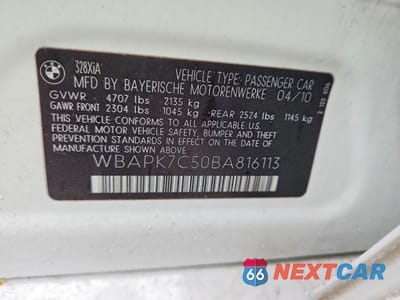 BMW
328XiA
VEHICLE TYPE: PASSENGER CAR
MFD BY BAYERISCHE MOTORENWERKE 04/10
GVWR 4707 lbs 2135 kg
GAWR FRONT 2304 lbs 1045 kg REAR 2524 lbs 1145 kg
THIS VEHICLE CONFORMS TO ALL APPLICABLE
FEDERAL MOTOR VEHICLE SAFETY, BUMPER AND
THEFT PREVENTION STANDARDS IN EFFECT ON
THE DATE OF MANUFACTURE SHOWN ABOVE.
WBAPK7C50BA816113
66 NEXTCAR